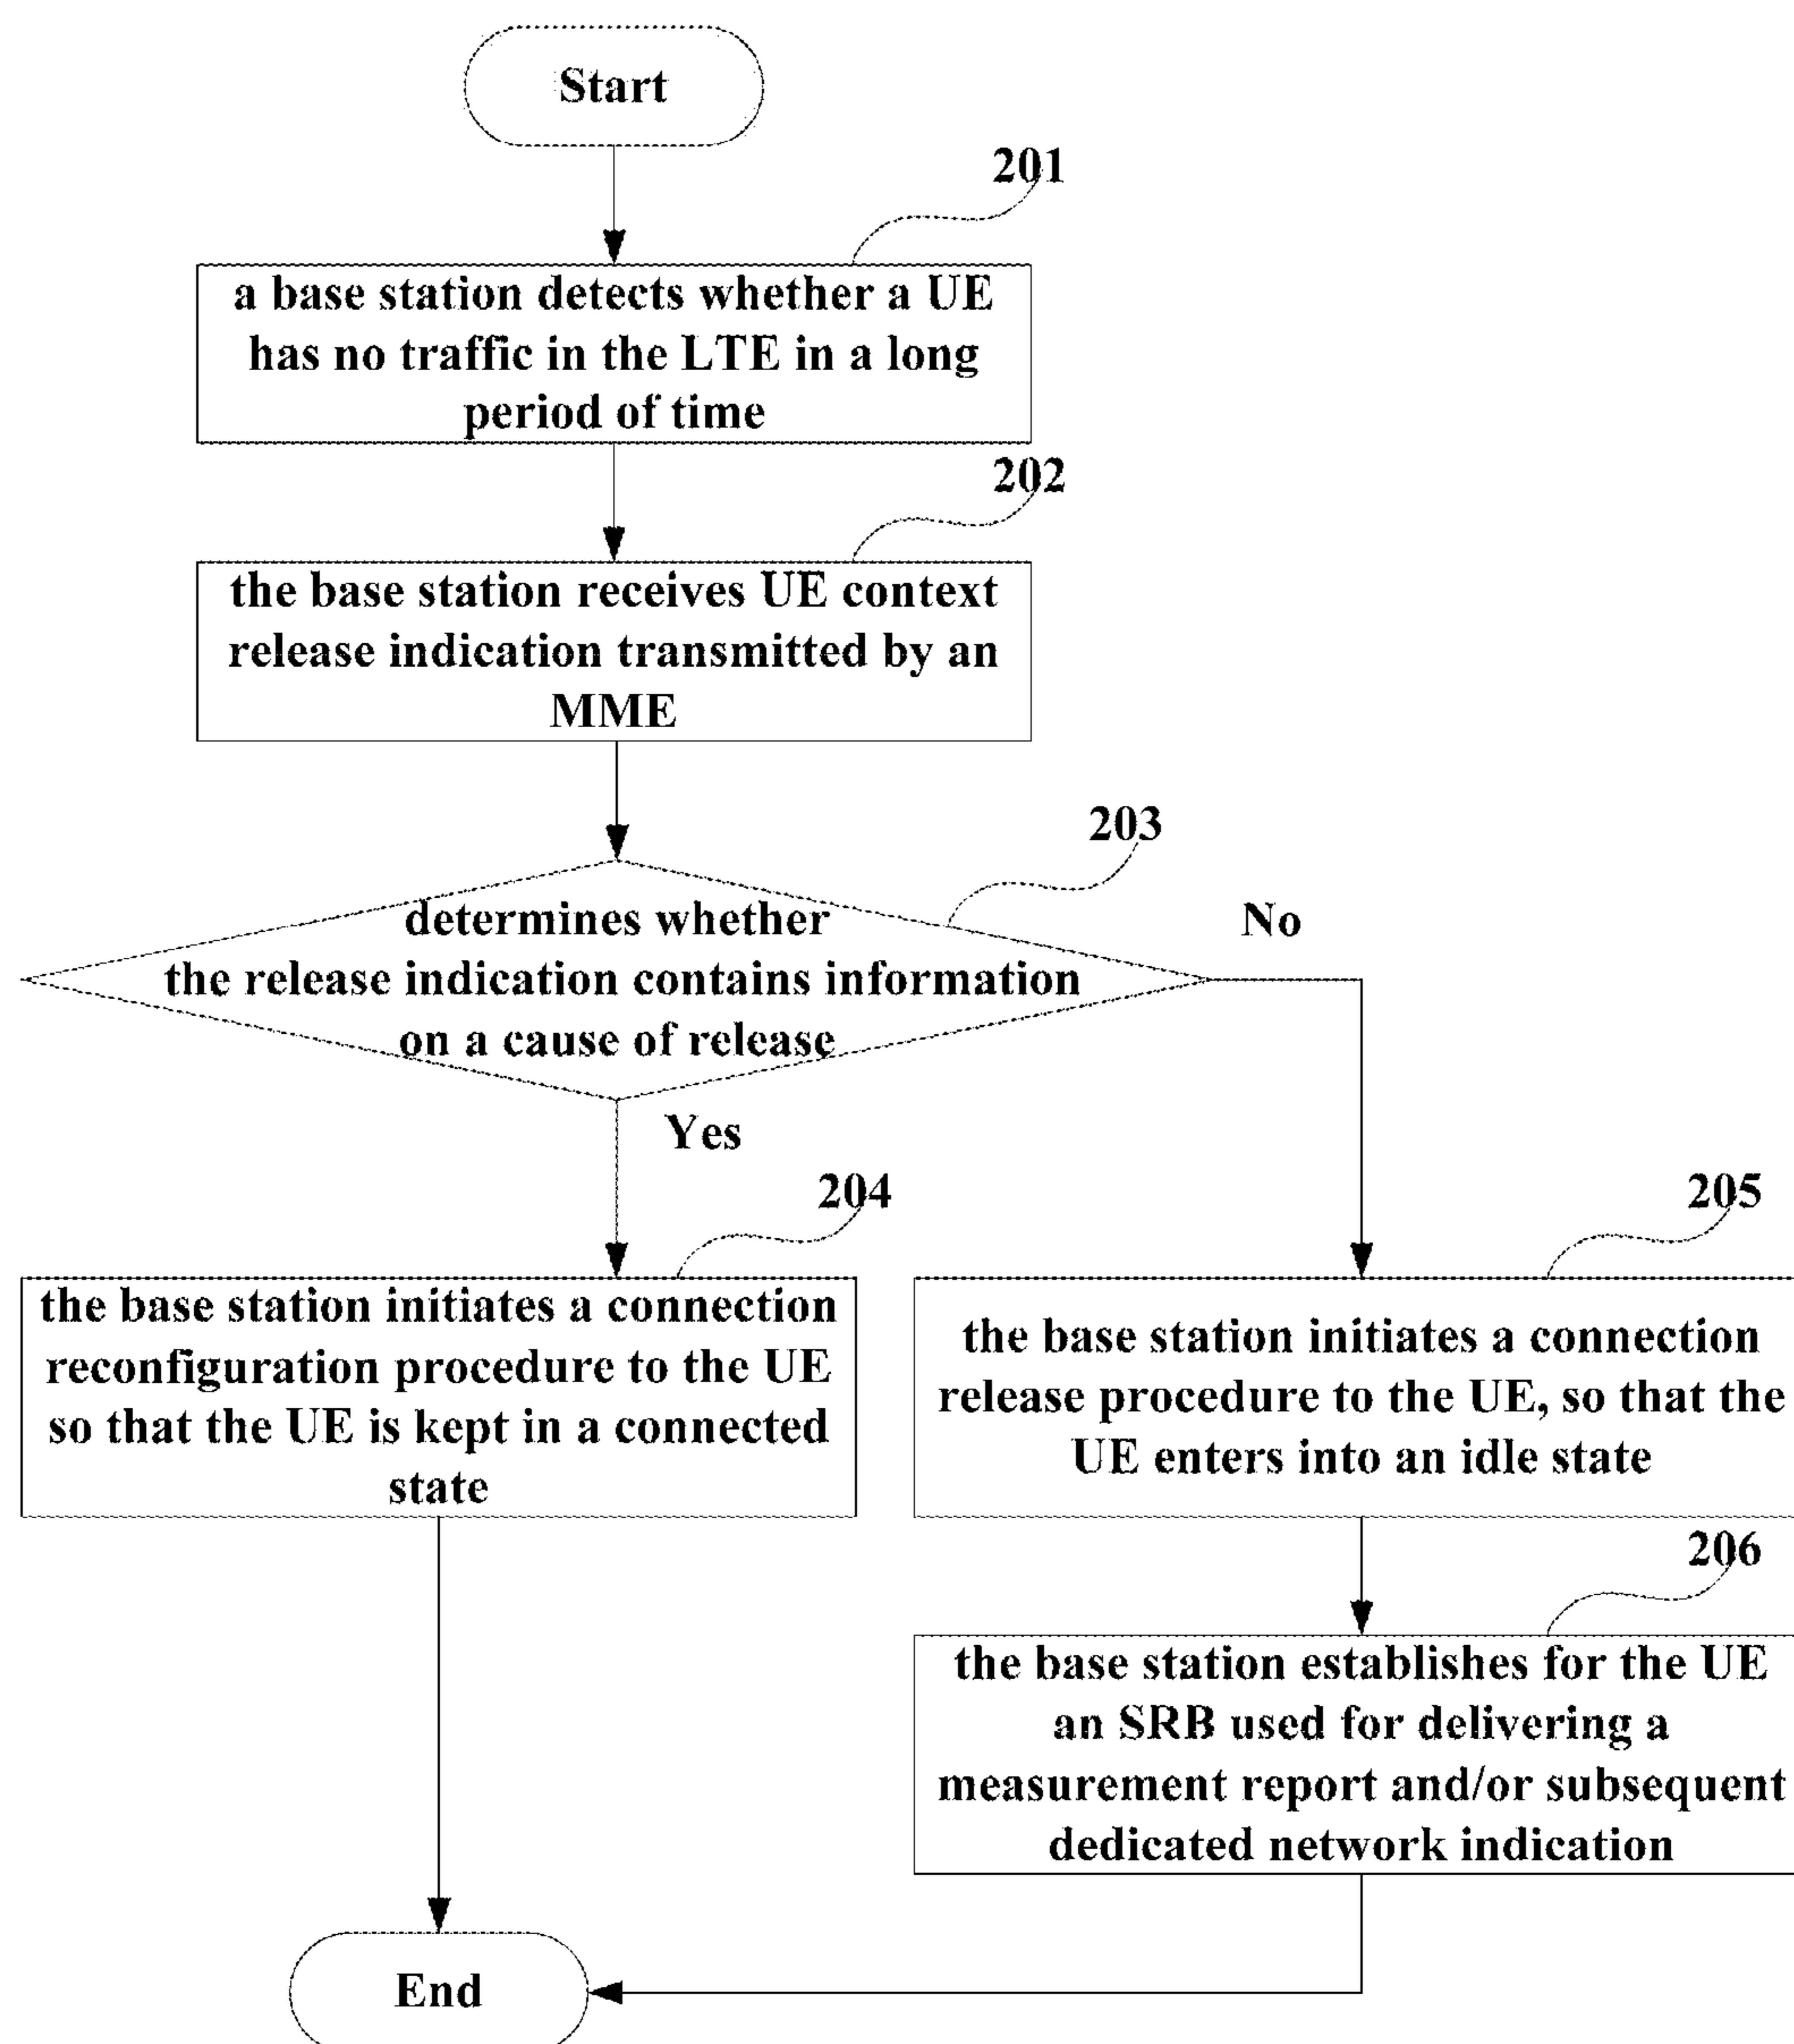 Start
201
a base station detects whether a UE
has no traffic in the LTE in a long
period of time
202
the base station receives UE context
release indication transmitted by an
MME
203
determines whether
the release indication contains information
on a cause of release
No
Yes
204
the base station initiates a connection
reconfiguration procedure to the UE
so that the UE is kept in a connected
state
205
the base station initiates a connection
release procedure to the UE, so that the
UE enters into an idle state
206
the base station establishes for the UE
an SRB used for delivering a
measurement report and/or subsequent
dedicated network indication
End